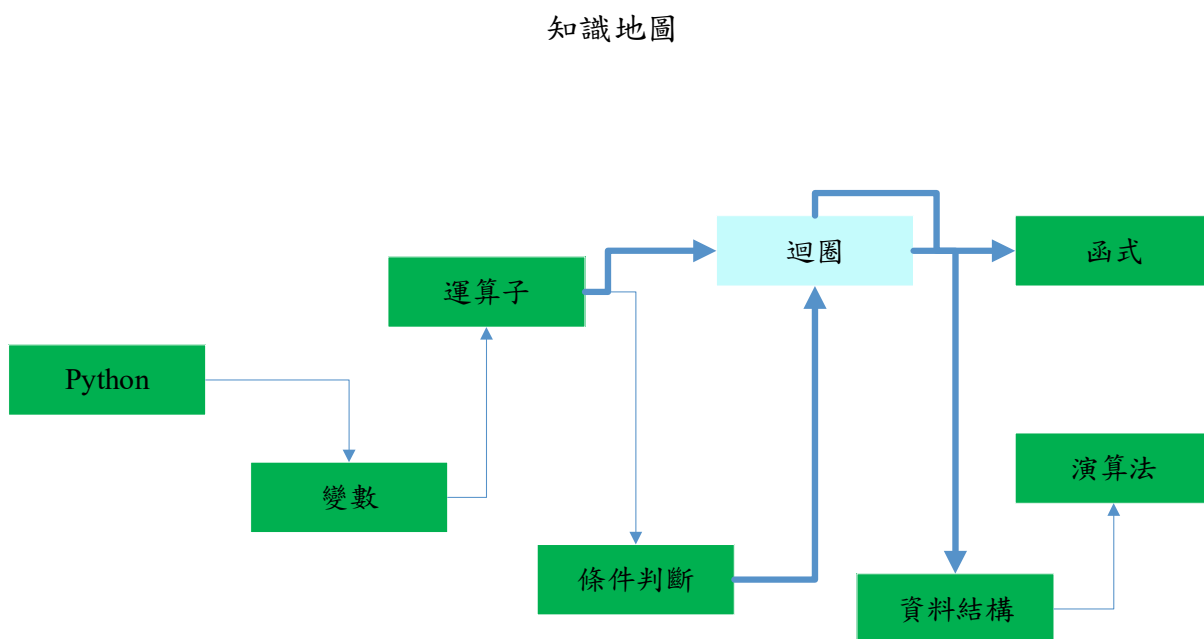 知識地圖
迴圈
函式
運算子
Python
變數
演算法
條件判斷
資料結構